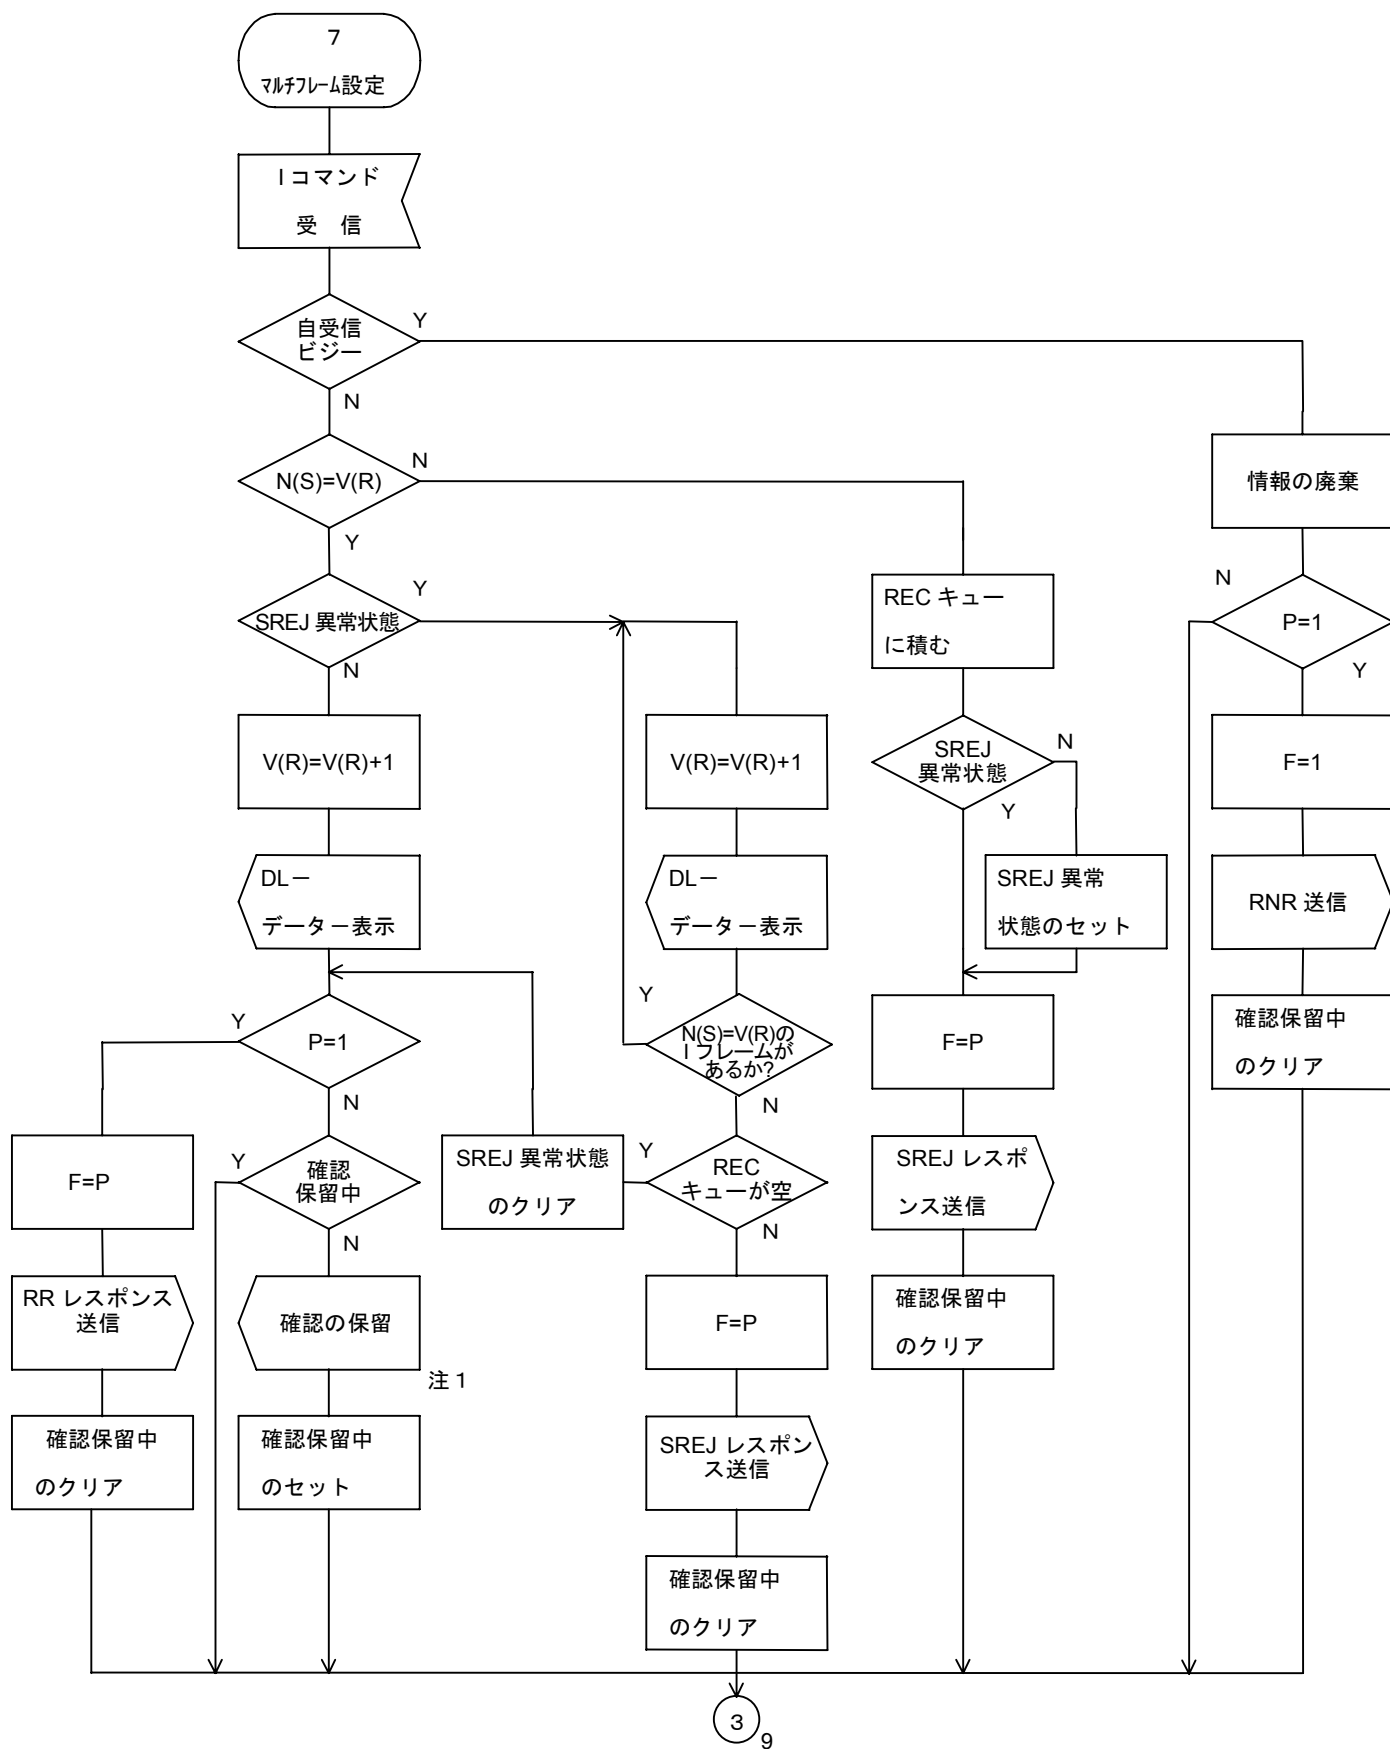 7
マルチフレーム設定
Iコマンド
受　信
自受信
ビジー
Y
N
N(S)=V(R)
N
Y
情報の廃棄
SREJ 異常状態
Y
N
REC キュー
に積む
N
P=1
Y
V(R)=V(R)+1
V(R)=V(R)+1
SREJ
異常状態
N
Y
F=1
DL－
データ－表示
DL－
データ－表示
SREJ 異常
状態のセット
RNR 送信
Y
P=1
N
Y
N(S)=V(R)の
I フレームが
あるか?
N
F=P
確認保留中
のクリア
F=P
Y
確認
保留中
N
SREJ 異常状態
のクリア
Y
REC
キューが空
N
SREJ レスポ
ンス送信
RR レスポンス
送信
確認の保留
注 1
F=P
確認保留中
のクリア
確認保留中
のクリア
確認保留中
のセット
SREJ レスポン
ス送信
確認保留中
のクリア
3
9